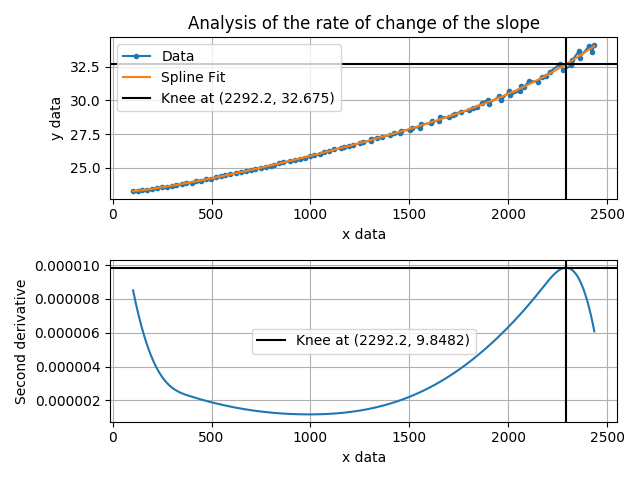 Analysis of the rate of change of the slope
y data
32.5
30.0
27.5
25.0
Data
Spline Fit
Knee at (2292.2, 32.675)
0
500
1000
1500
2000
2500
x data
Second derivative
0.000010
0.000008
0.000006
0.000004
0.000002
Knee at (2292.2, 9.8482)
0
500
1000
1500
2000
2500
x data